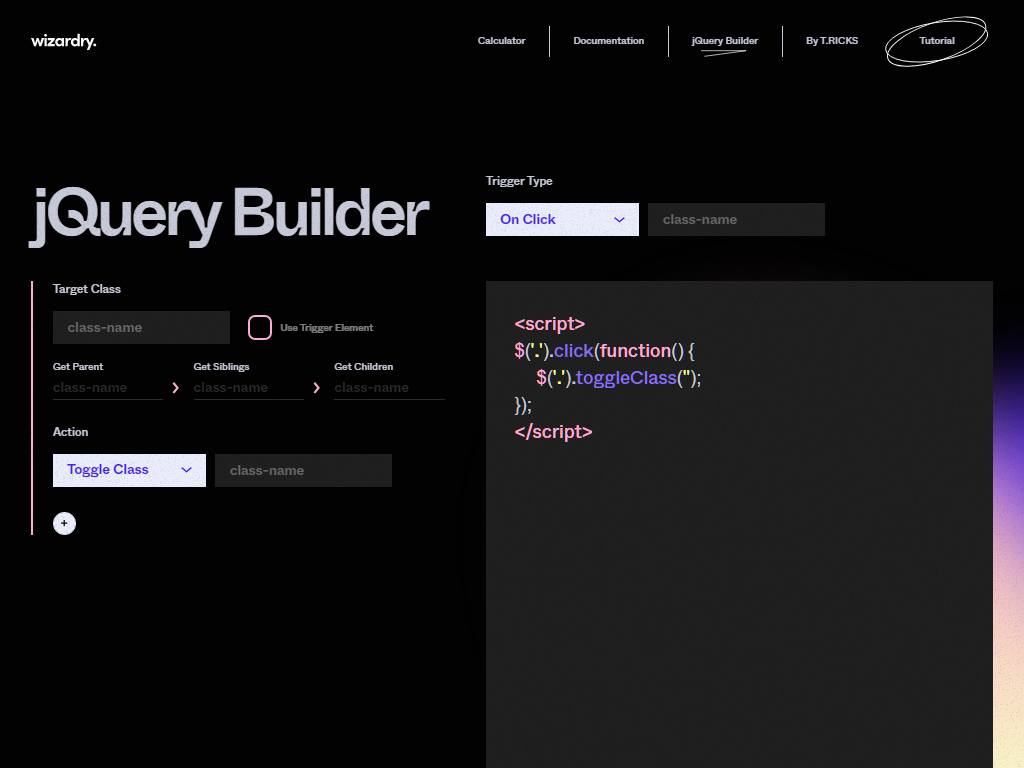 wizardry.
Calculator
Documentation
jQuery Builder
By T.RICKS
Tutorial
jQuery Builder
Trigger Type
On Click
class-name
Target Class
class-name
Use Trigger Element
Get Parent
Get Siblings
Get Children
class-name
class-name
class-name
Action
Toggle Class
class-name
+
<script>
$('.').click(function() {
$('.').toggleClass('');
});
</script>